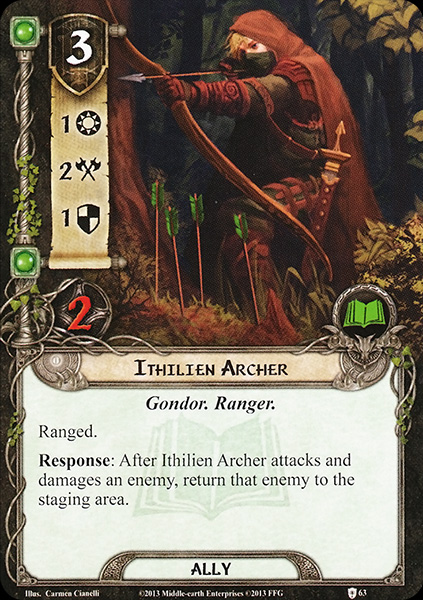 3
1
2
1
2
ITHILIEN ARCHER
Gondor. Ranger.
Ranged.
Response: After Ithilien Archer attacks and
damages an enemy, return that enemy to the
staging area.
ALLY
Illus. Carmen Cianelli ©2013 Middle-earth Enterprises ©2013 FFG 63